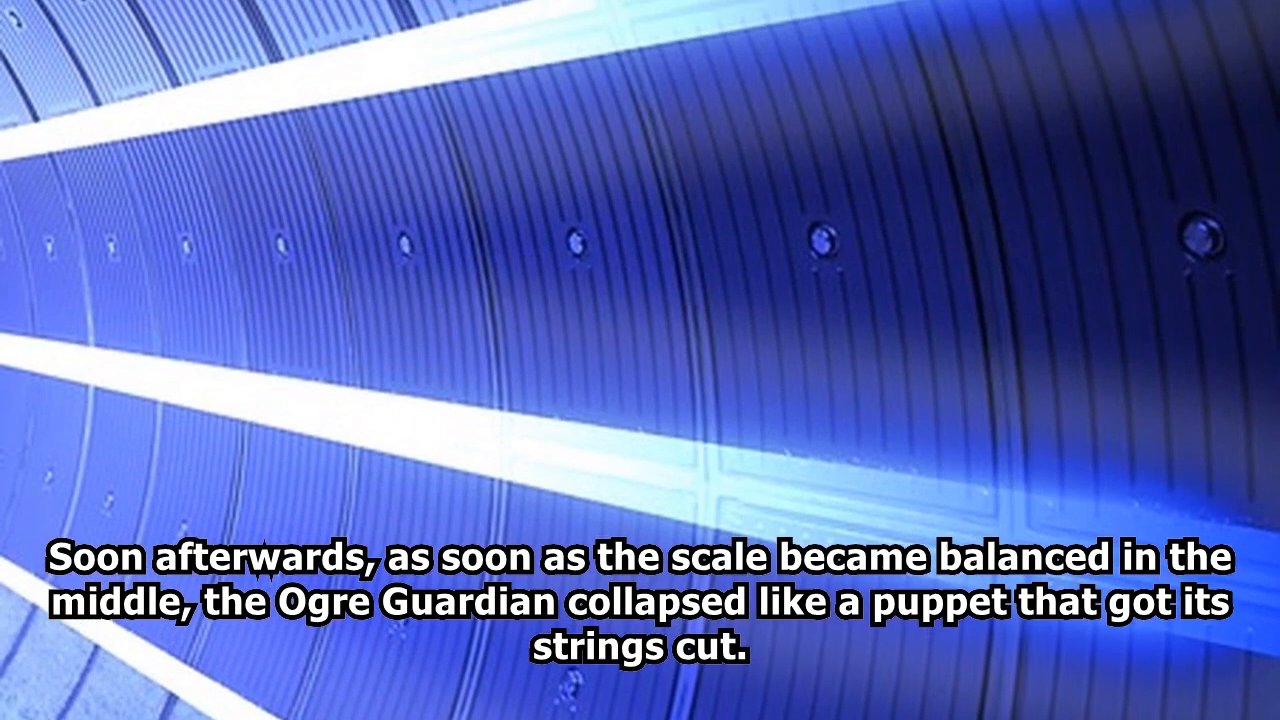 Soon afterwards, as soon as the scale became balanced in the
middle, the Ogre Guardian collapsed like a puppet that got its
strings cut.